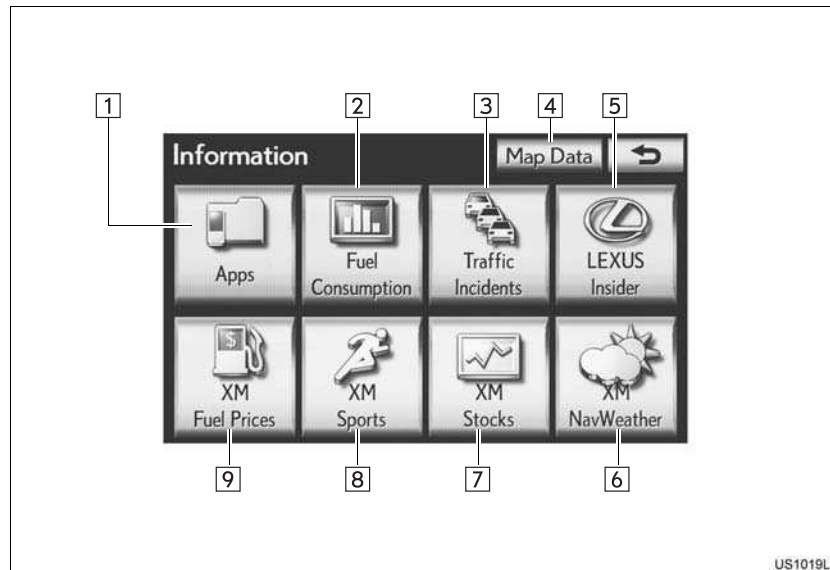 1
2
3
4
5
Information
Map Data
Apps
Fuel
Consumption
Traffic
Incidents
LEXUS
Insider
$
XM
Fuel Prices
XM
Sports
XM
Stocks
XM
NavWeather
9
8
7
6
US1019L